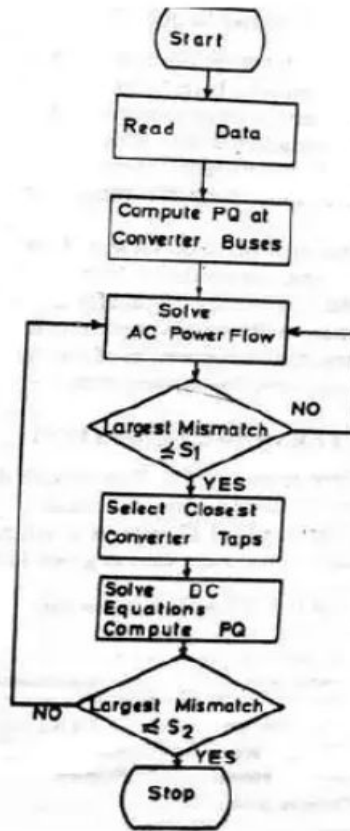 Start
Read Data
Compute PQ at
Converter Buses
Solve
AC Power Flow
NO
Largest Mismatch
≤ S1
YES
Select Closest
Converter Taps
Solve DC
Equations
Compute PQ
NO
Largest Mismatch
≤ S2
YES
Stop